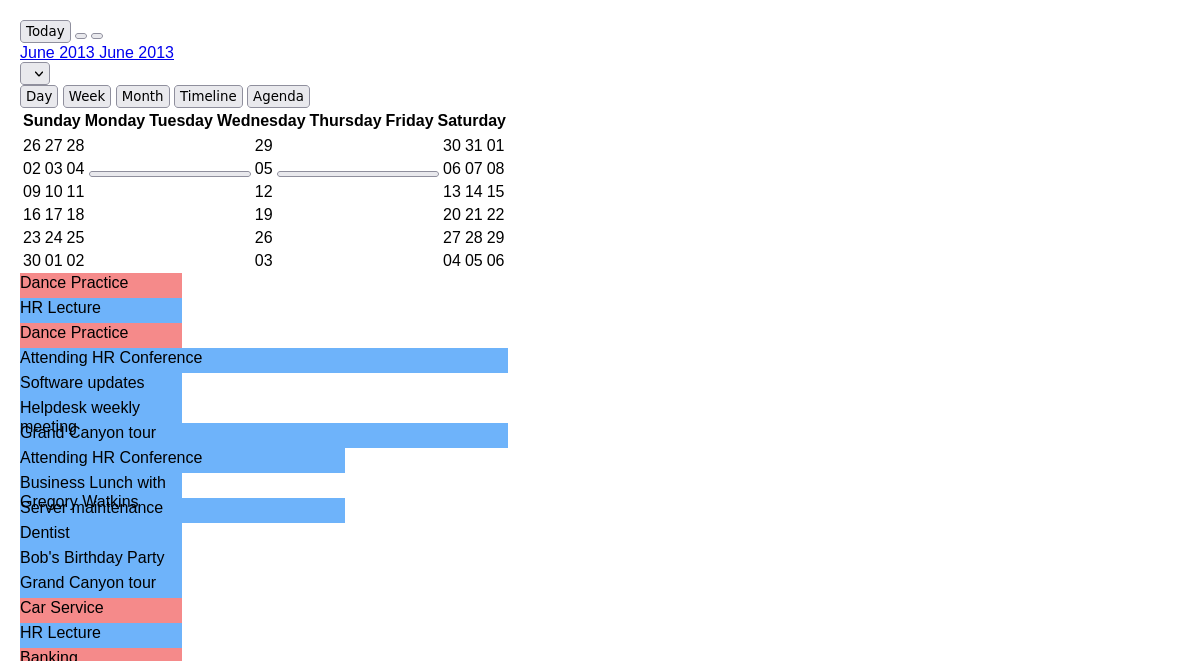 Today
June 2013 June 2013
Day Week Month Timeline Agenda
Sunday Monday Tuesday Wednesday Thursday Friday Saturday
26 27 28 29 30 31 01
02 03 04 05 06 07 08
09 10 11 12 13 14 15
16 17 18 19 20 21 22
23 24 25 26 27 28 29
30 01 02 03 04 05 06
Dance Practice
HR Lecture
Dance Practice
Attending HR Conference
Software updates
Helpdesk weekly
meeting
Grand Canyon tour
Attending HR Conference
Business Lunch with
Gregory Watkins
Server maintenance
Dentist
Bob's Birthday Party
Grand Canyon tour
Car Service
HR Lecture
Banking